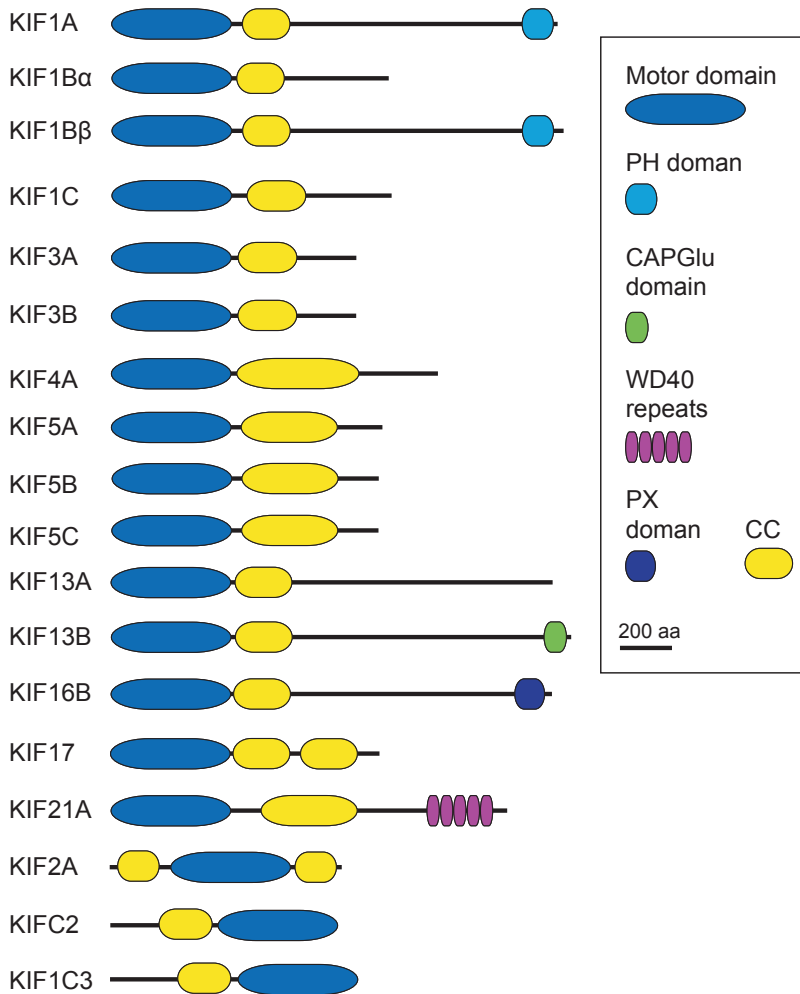 KIF1A
KIF1Bα
KIF1Bβ
KIF1C
KIF3A
KIF3B
KIF4A
KIF5A
KIF5B
KIF5C
KIF13A
KIF13B
KIF16B
KIF17
KIF21A
KIF2A
KIFC2
KIF1C3
Motor domain
PH doman
CAPGlu
domain
WD40
repeats
PX
doman
CC
200 aa